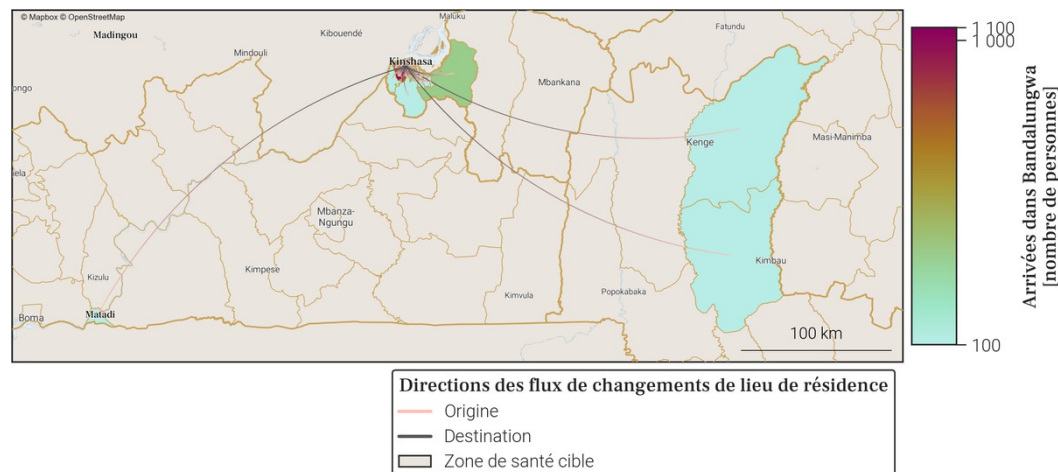 © Mapbox © OpenStreetMap
Madingou
Kibouendé
Maluku
Fatundu
Mindouli
Kinshasa
Mbankana
Kenge
Masi-Manimba
Mbanza-
Ngungu
Kizulu
Kimpese
Kimbau
Kimvula
Popokabaka
Boma
Matadi
100 km
1 100
1 000
100
Arrivées dans Bandalungwa
[nombre de personnes]
Directions des flux de changements de lieu de résidence
Origine
Destination
Zone de santé cible